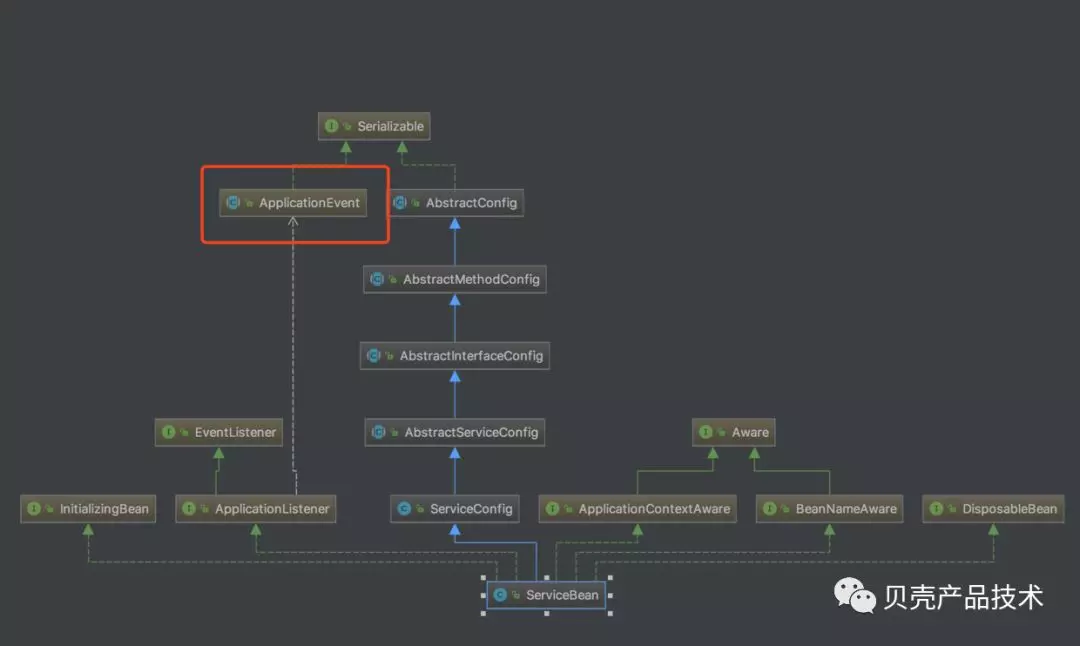 Serializable
ApplicationEvent
AbstractConfig
AbstractMethodConfig
AbstractInterfaceConfig
EventListener
AbstractServiceConfig
Aware
InitializingBean
ApplicationListener
ServiceConfig
ApplicationContextAware
BeanNameAware
DisposableBean
ServiceBean
贝壳产品技术